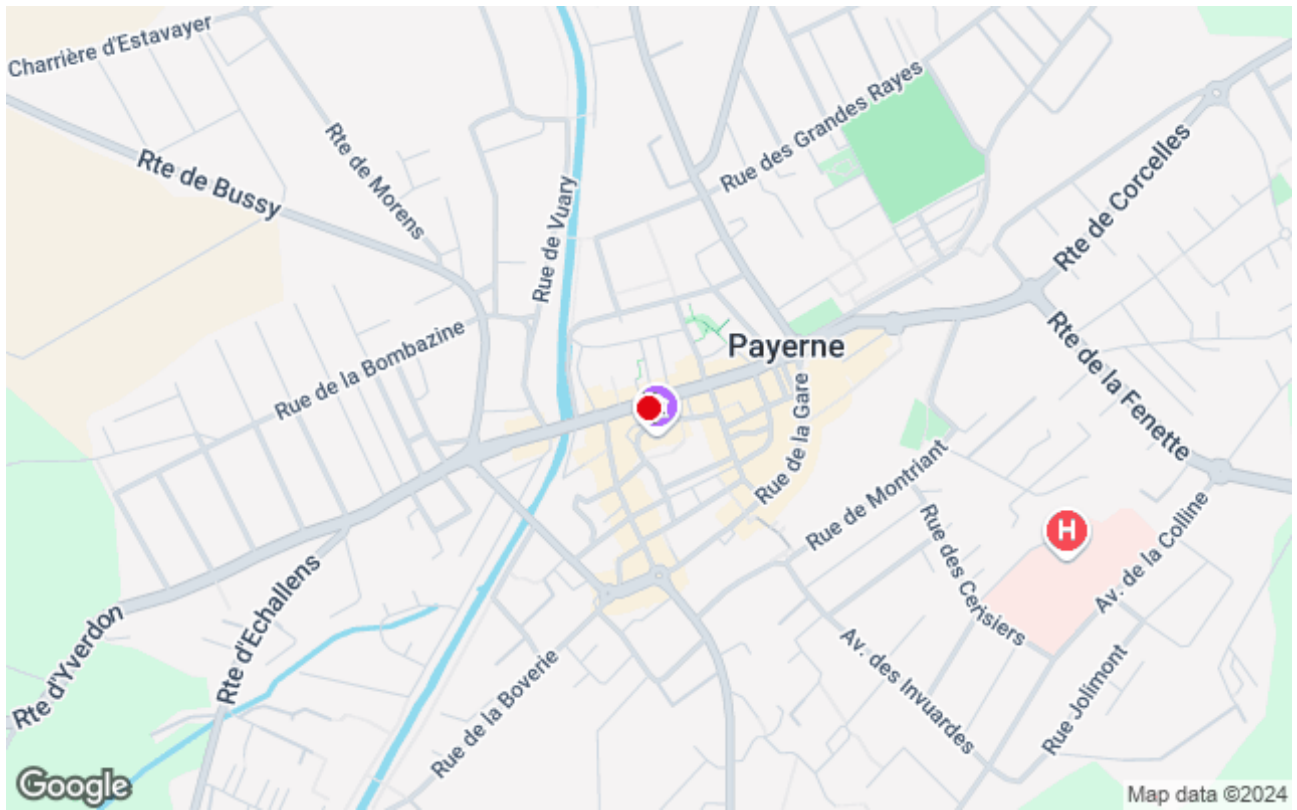 Charrière d'Estavayer
Rte de Bussy
Rte de Morens
Rue de Vuary
Rue des Grandes Rayes
Rte de Corcelles
Rue de la Bombazine
Payerne
Rte de la Fenette
Rue de la Gare
Rue de Montriant
Rue des Cerisiers
H
Av. de la Colline
Rte d'Yverdon
Rte d'Echallens
Rue de la Boverie
Av. des Invuardes
Rue Jolimont
Google
Map data ©2024